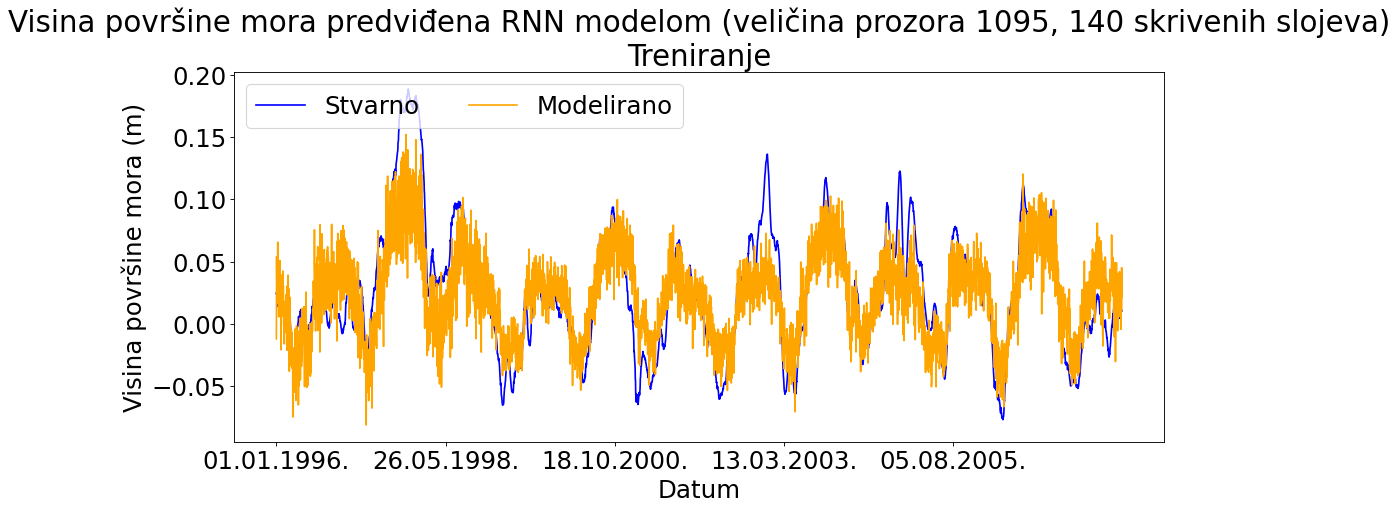 Visina površine mora predviđena RNN modelom (veličina prozora 1095, 140 skrivenih slojeva)
Treniranje
Stvarno Modelirano
Visina površine mora (m)
0.20
0.15
0.10
0.05
0.00
−0.05
01.01.1996. 26.05.1998. 18.10.2000. 13.03.2003. 05.08.2005.
Datum